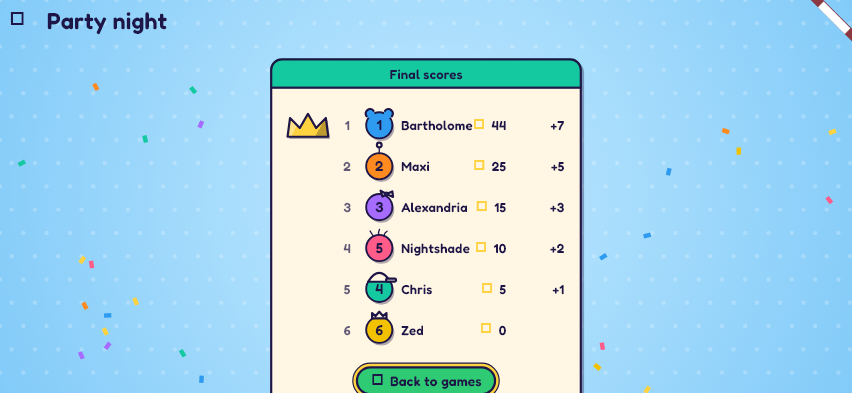 Party night
Final scores
1 1 Bartholome 44 +7
2 2 Maxi 25 +5
3 3 Alexandria 15 +3
4 5 Nightshade 10 +2
5 4 Chris 5 +1
6 6 Zed 0
Back to games